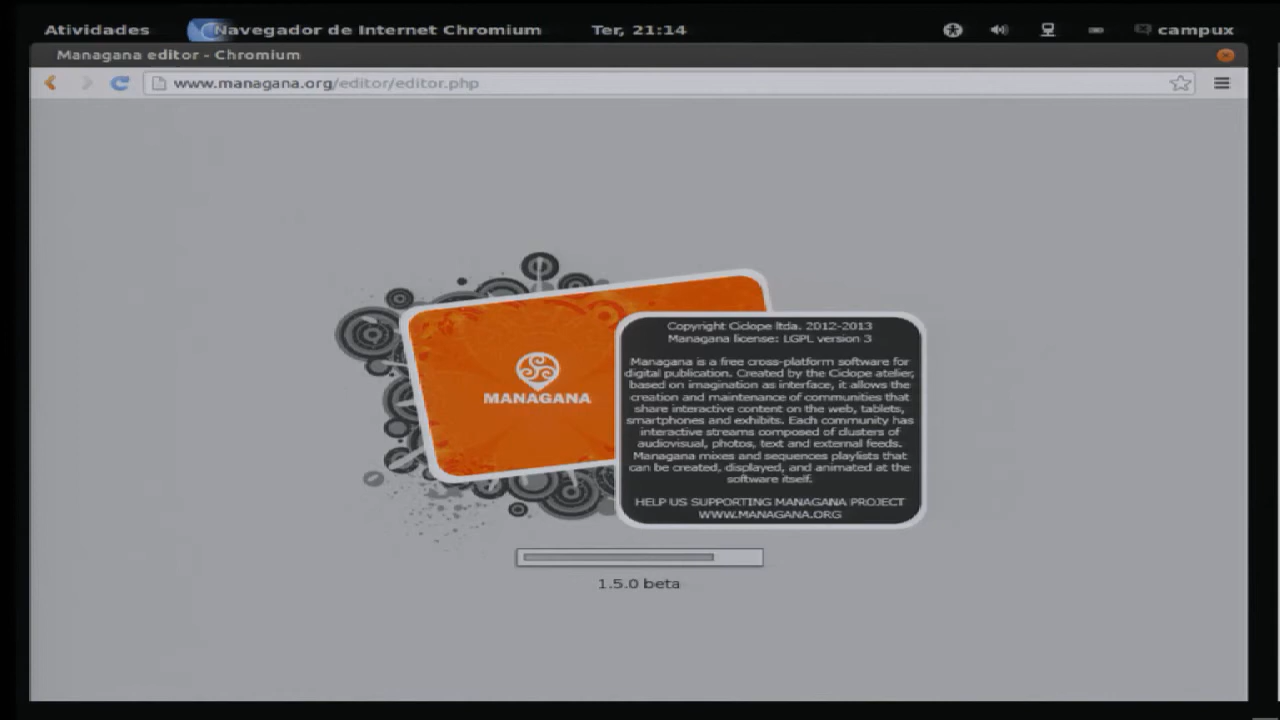 Atividades Navegador de Internet Chromium Ter, 21:14 campux
Managana editor - Chromium
www.managana.org/editor/editor.php
MANAGANA
Copyright Ciclope ltda. 2012-2013
Managana license: LGPL version 3
Managana is a free cross-platform software for
digital publication. Created by the Ciclope atelier,
based on imagination as interface, it allows the
creation and maintenance of communities that
share interactive content on the web, tablets,
smartphones and exhibits. Each community has
interactive streams composed of clusters of
audiovisual, photos, text and external feeds.
Managana mixes and sequences playlists that
can be created, displayed, and animated at the
software itself.
HELP US SUPPORTING MANAGANA PROJECT
WWW.MANAGANA.ORG
1.5.0 beta